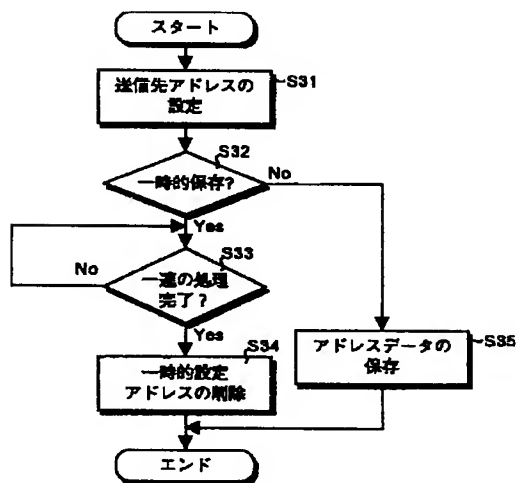 スタート
送信先アドレスの
設定
S31
S32
一時的保存?
No
Yes
S33
一連の処理
完了?
No
Yes
S34
一時的設定
アドレスの削除
アドレスデータの
保存
S35
エンド